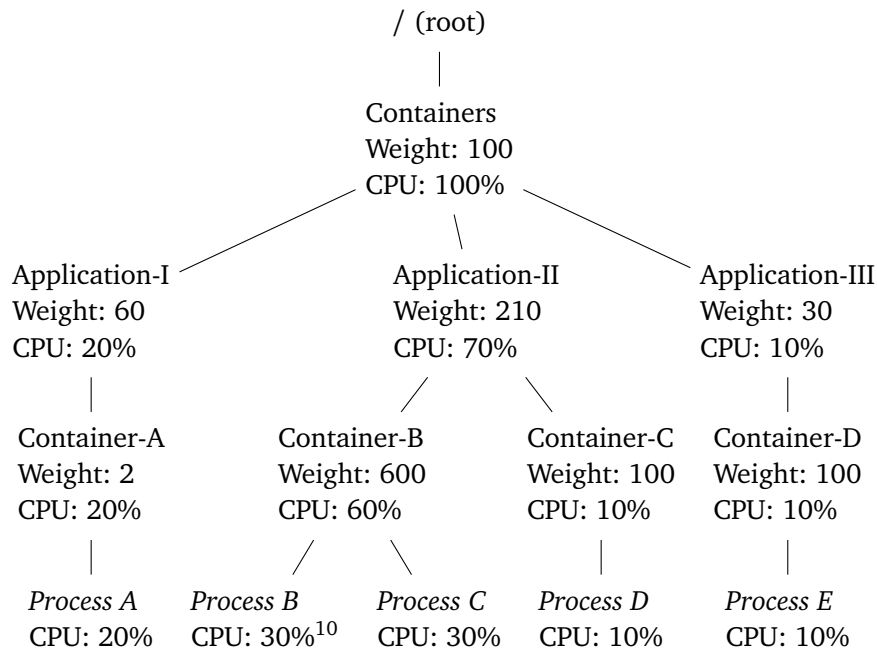 / (root)
Containers
Weight: 100
CPU: 100%
Application-I
Weight: 60
CPU: 20%
Application-II
Weight: 210
CPU: 70%
Application-III
Weight: 30
CPU: 10%
Container-A
Weight: 2
CPU: 20%
Container-B
Weight: 600
CPU: 60%
Container-C
Weight: 100
CPU: 10%
Container-D
Weight: 100
CPU: 10%
Process A
CPU: 20%
Process B
CPU: 30%¹⁰
Process C
CPU: 30%
Process D
CPU: 10%
Process E
CPU: 10%